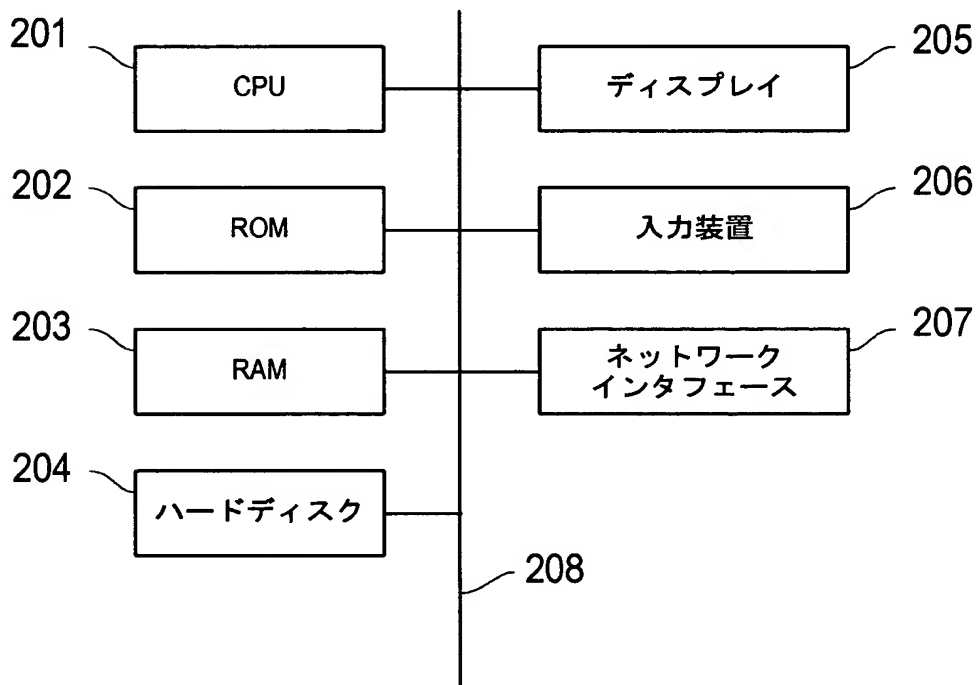 201
CPU
205
ディスプレイ
202
ROM
206
入力装置
203
RAM
207
ネットワーク
インタフェース
204
ハードディスク
208